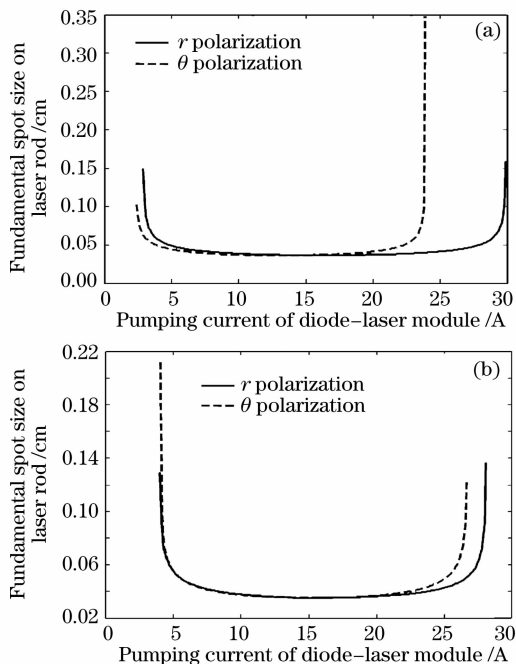 (a)
r polarization
θ polarization
Fundamental spot size on
laser rod /cm
0.35
0.30
0.25
0.20
0.15
0.10
0.05
0.00
0 5 10 15 20 25 30
Pumping current of diode-laser module /A
(b)
r polarization
θ polarization
Fundamental spot size on
laser rod /cm
0.22
0.18
0.14
0.10
0.06
0.02
0 5 10 15 20 25 30
Pumping current of diode-laser module /A